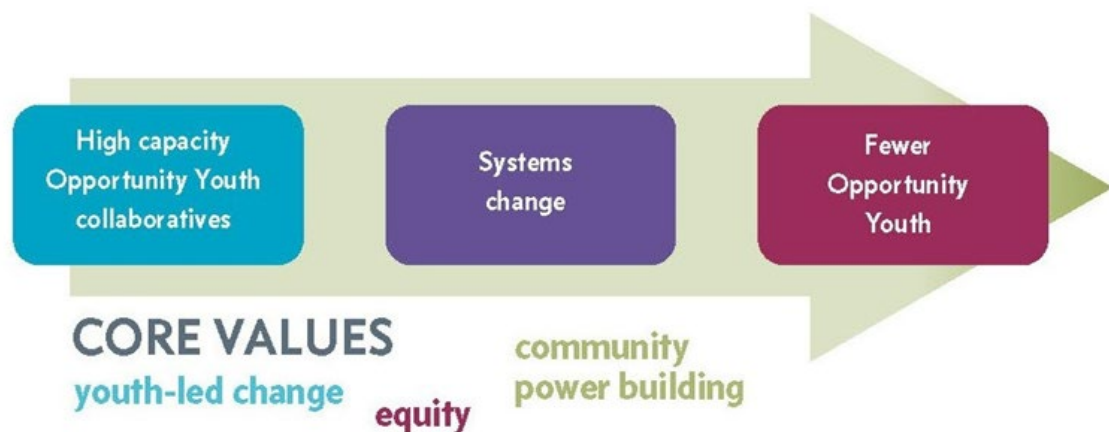 High capacity
Opportunity Youth
collaboratives
Systems
change
Fewer
Opportunity
Youth
CORE VALUES
youth-led change
equity
community
power building